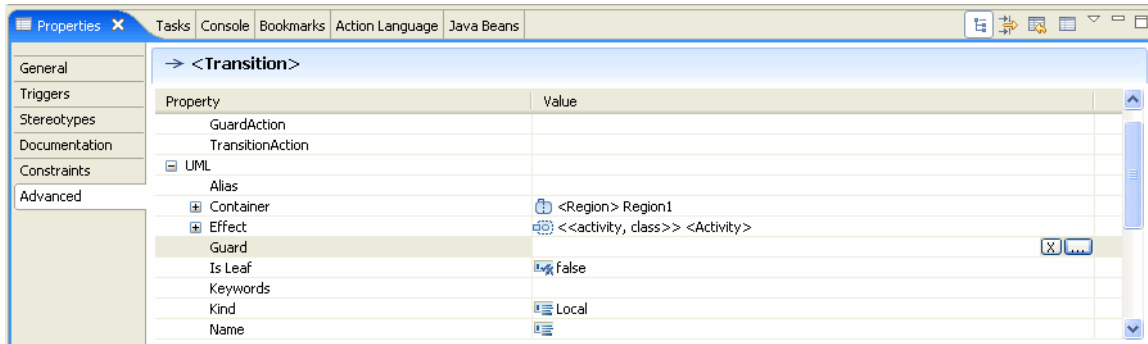 Properties Tasks Console Bookmarks Action Language Java Beans
<Transition>
General
Triggers
Stereotypes
Documentation
Constraints
Advanced
Property Value
GuardAction
TransitionAction
UML
Alias
Container <Region> Region1
Effect <<activity, class>> <Activity>
Guard X ...
Is Leaf false
Keywords
Kind Local
Name